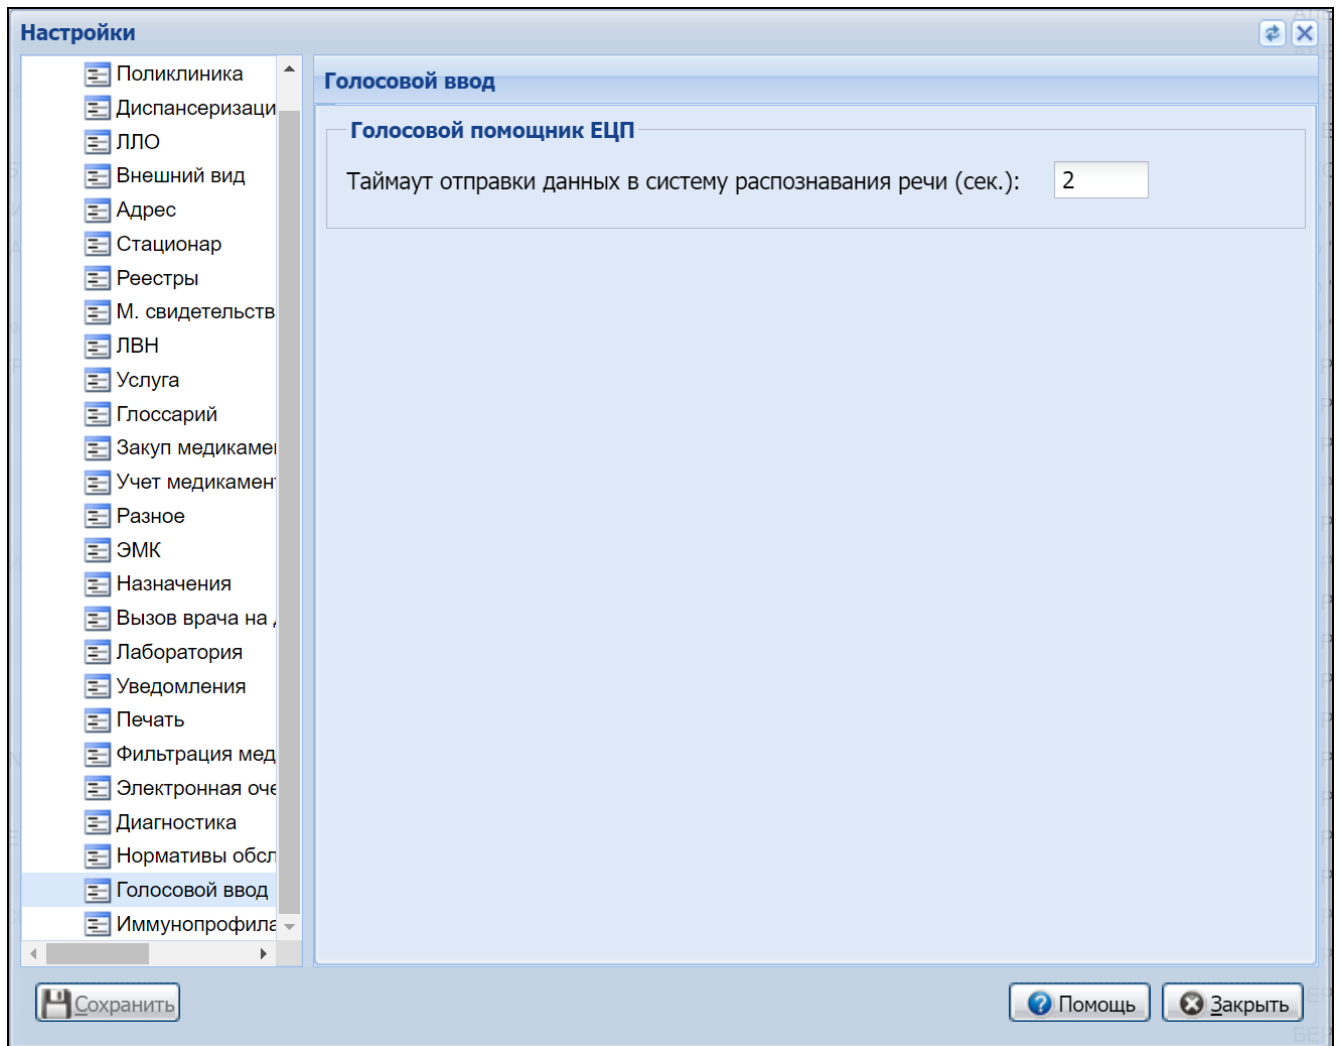 Настройки
Поликлиника
Диспансеризаци
ЛЛО
Внешний вид
Адрес
Стационар
Реестры
М. свидетельств
ЛВН
Услуга
Глоссарий
Закуп медикаме
Учет медикамен
Разное
ЭМК
Назначения
Вызов врача на
Лаборатория
Уведомления
Печать
Фильтрация мед
Электронная оче
Диагностика
Нормативы обсл
Голосовой ввод
Иммунопрофила
Голосовой ввод
Голосовой помощник ЕЦП
Таймаут отправки данных в систему распознавания речи (сек.): 2
Сохранить
Помощь
Закрыть